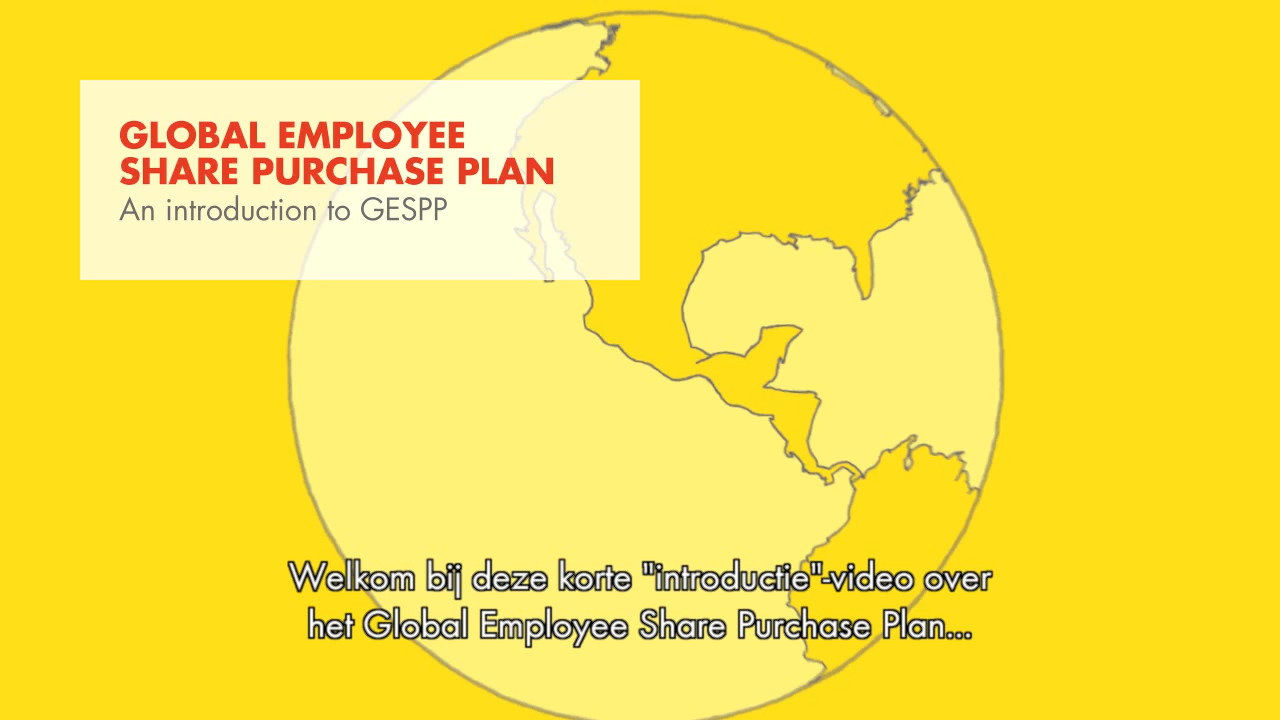 GLOBAL EMPLOYEE
SHARE PURCHASE PLAN
An introduction to GESPP
Welkom bij deze korte "introductie"-video over
het Global Employee Share Purchase Plan...